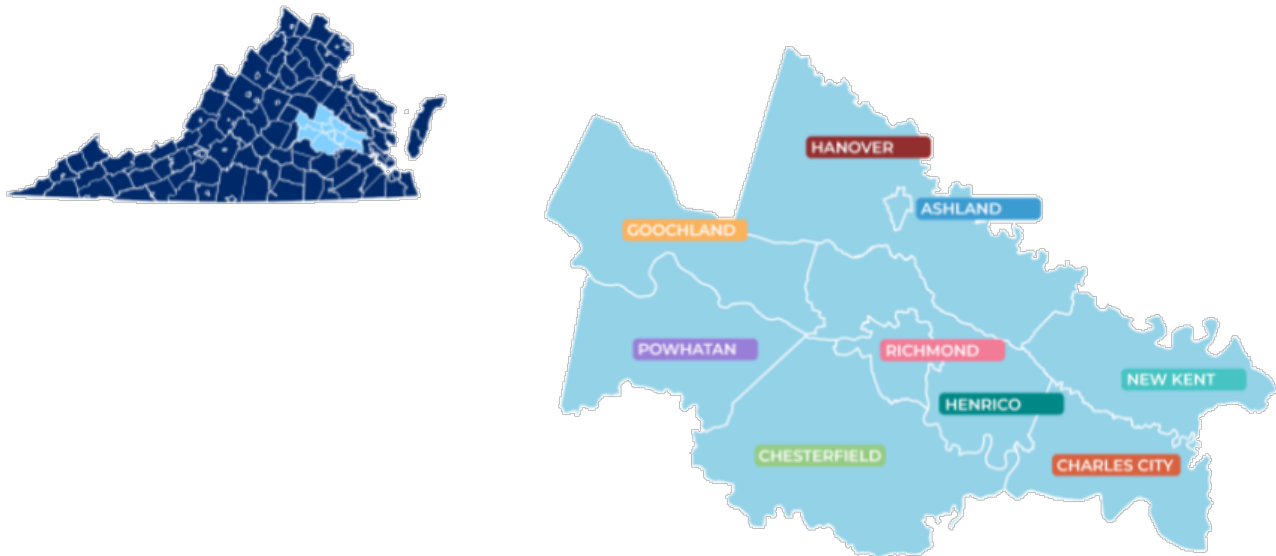 HANOVER
ASHLAND
GOOCHLAND
POWHATAN
RICHMOND
NEW KENT
HENRICO
CHESTERFIELD
CHARLES CITY